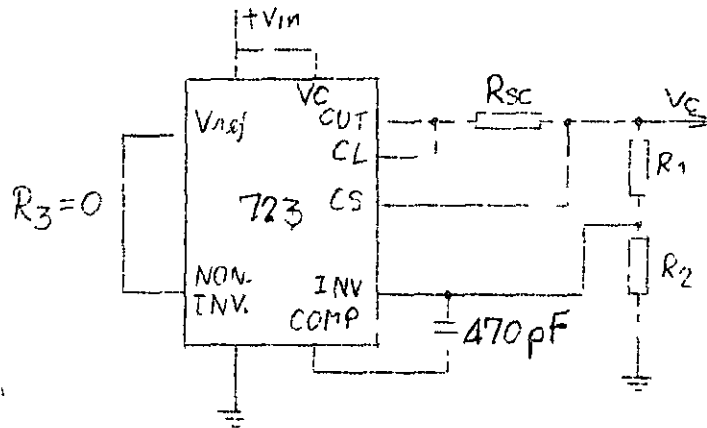 +Vin
VC
Vref
OUT
Rsc
Vo
CL
R1
R3=0
723
CS
NON-
INV.
INV
R2
COMP
470pF